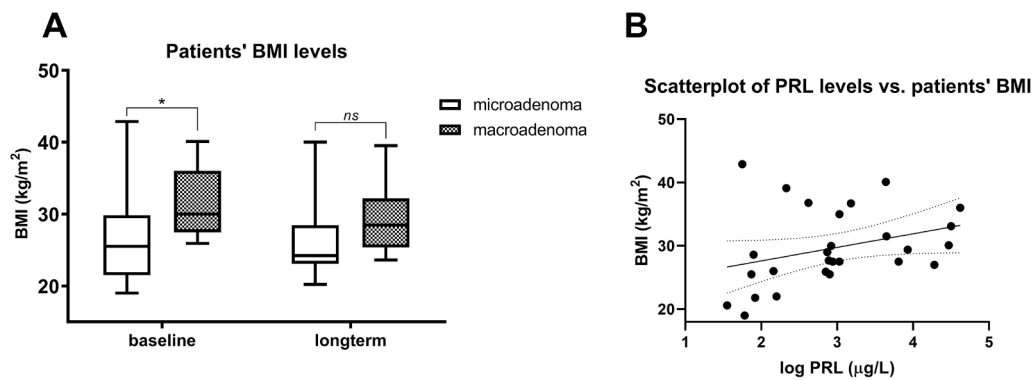 A
Patients' BMI levels
50
40
30
20
BMI (kg/m²)
*
ns
baseline
longterm
microadenoma
macroadenoma
B
Scatterplot of PRL levels vs. patients' BMI
50
40
30
20
BMI (kg/m²)
1 2 3 4 5
log PRL (μg/L)